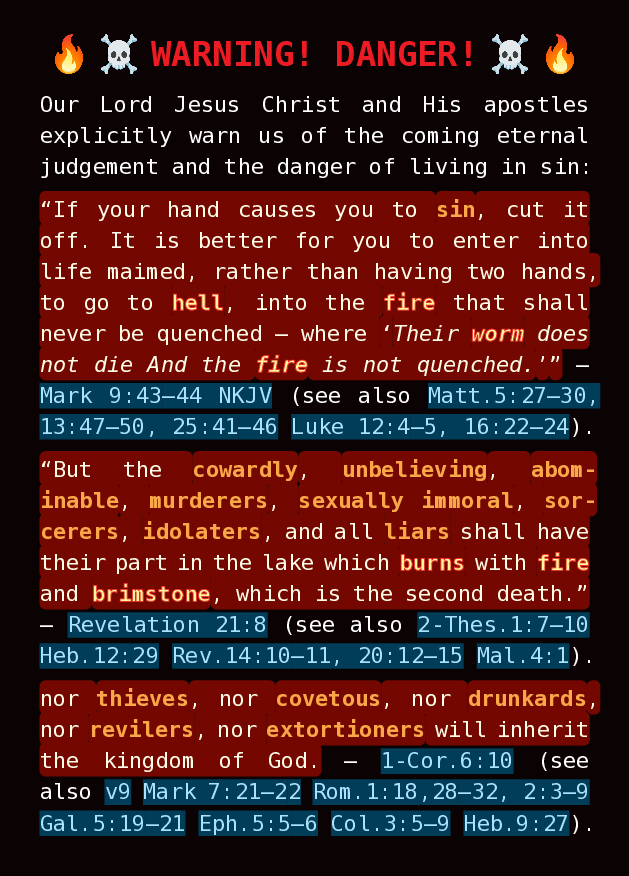 🔥☠️ WARNING! DANGER! ☠️🔥
Our Lord Jesus Christ and His apostles
explicitly warn us of the coming eternal
judgement and the danger of living in sin:
“If your hand causes you to sin, cut it
off. It is better for you to enter into
life maimed, rather than having two hands,
to go to hell, into the fire that shall
never be quenched — where ‘Their worm does
not die And the fire is not quenched.’” —
Mark 9:43–44 NKJV (see also Matt.5:27–30,
13:47–50, 25:41–46 Luke 12:4–5, 16:22–24).
“But the cowardly, unbelieving, abom-
inable, murderers, sexually immoral, sor-
cerers, idolaters, and all liars shall have
their part in the lake which burns with fire
and brimstone, which is the second death.”
— Revelation 21:8 (see also 2-Thes.1:7–10
Heb.12:29 Rev.14:10–11, 20:12–15 Mal.4:1).
nor thieves, nor covetous, nor drunkards,
nor revilers, nor extortioners will inherit
the kingdom of God. — 1-Cor.6:10 (see
also v9 Mark 7:21–22 Rom.1:18,28–32, 2:3–9
Gal.5:19–21 Eph.5:5–6 Col.3:5–9 Heb.9:27).